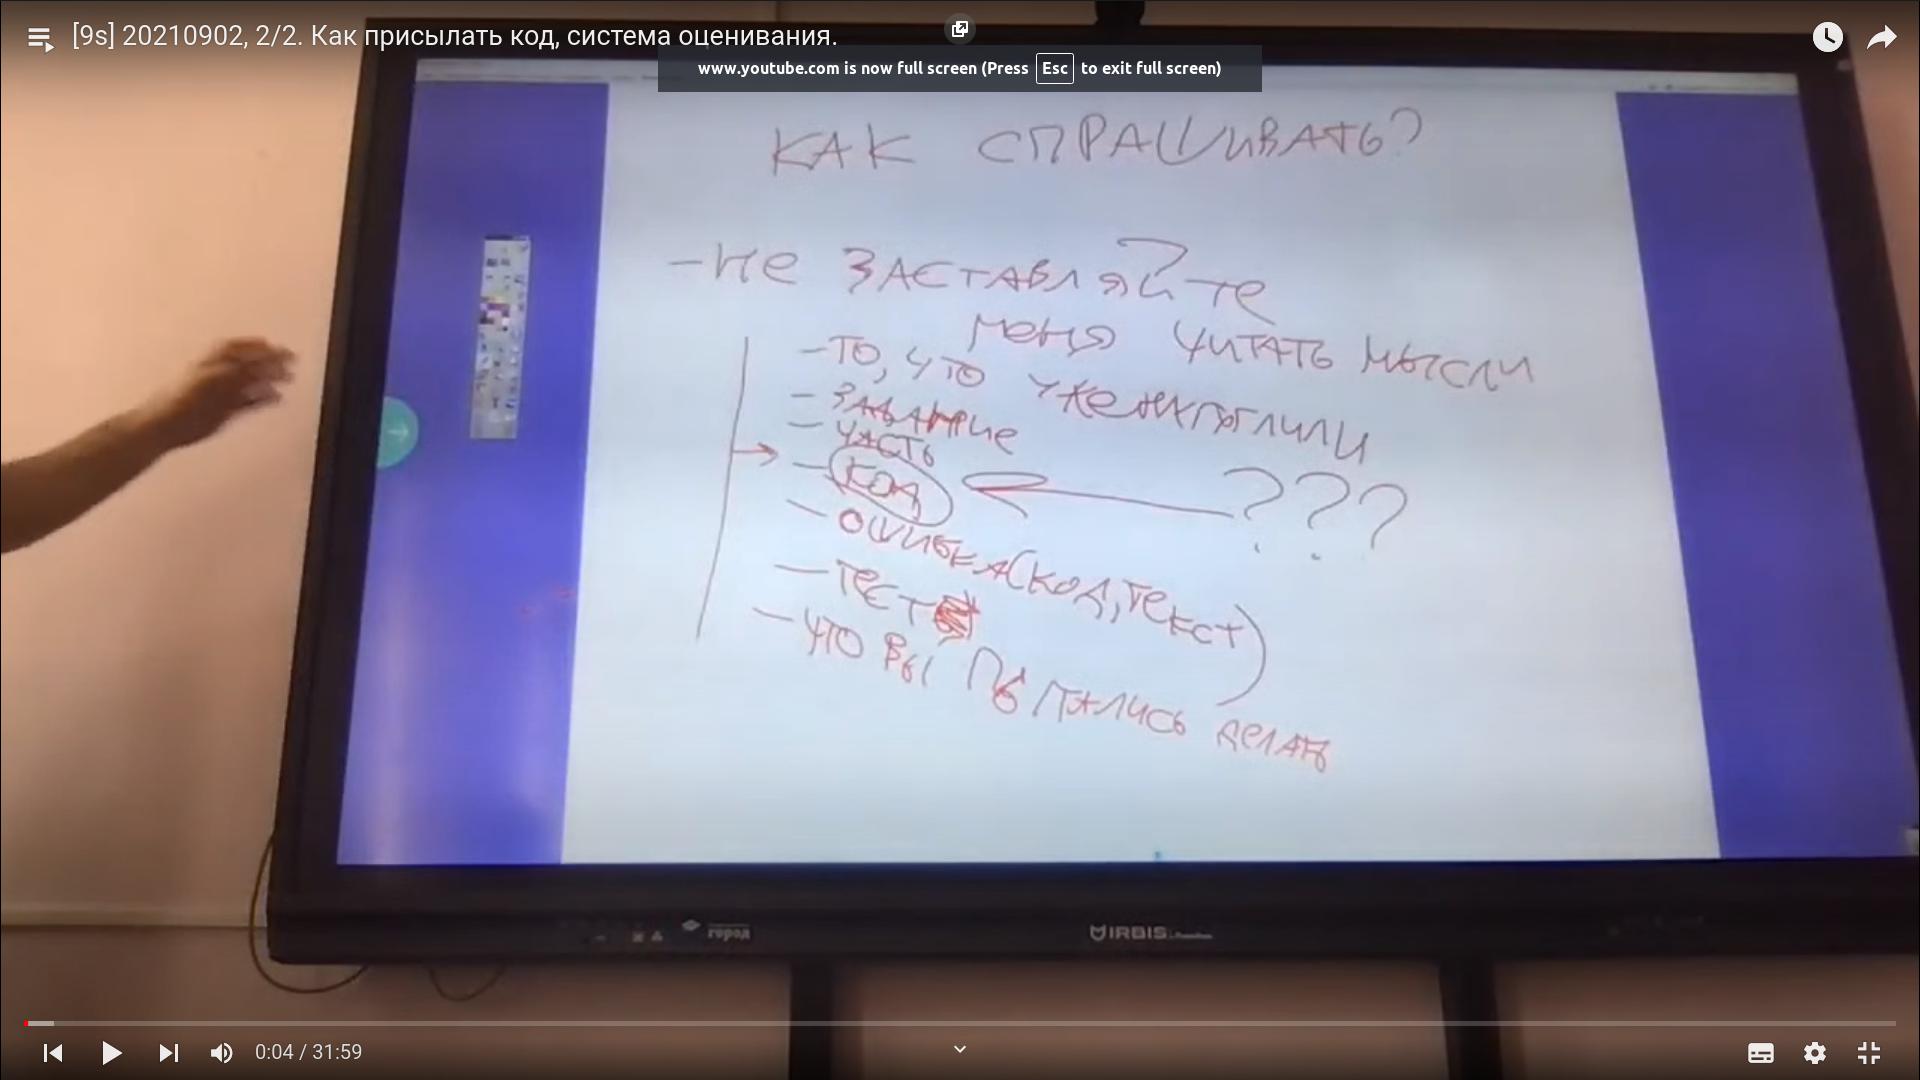 [9s] 20210902, 2/2. Как присылать код, система оценивания.
www.youtube.com is now full screen (Press Esc to exit full screen)
КАК СПРАШИВАТЬ?
- НЕ ЗАСТАВЛЯЙТЕ
МЕНЯ ЧИТАТЬ МЫСЛИ
- ТО, ЧТО УЖЕ НАГУГЛИЛИ
- ЗАДАНИЕ
- ЧАСТЬ
- КОД ???
- ОШИБКА (КОД, ТЕКСТ)
- ТЕСТ
- ЧТО ВЫ ПЫТАЛИСЬ ДЕЛАТЬ
город
IRBIS
0:04 / 31:59